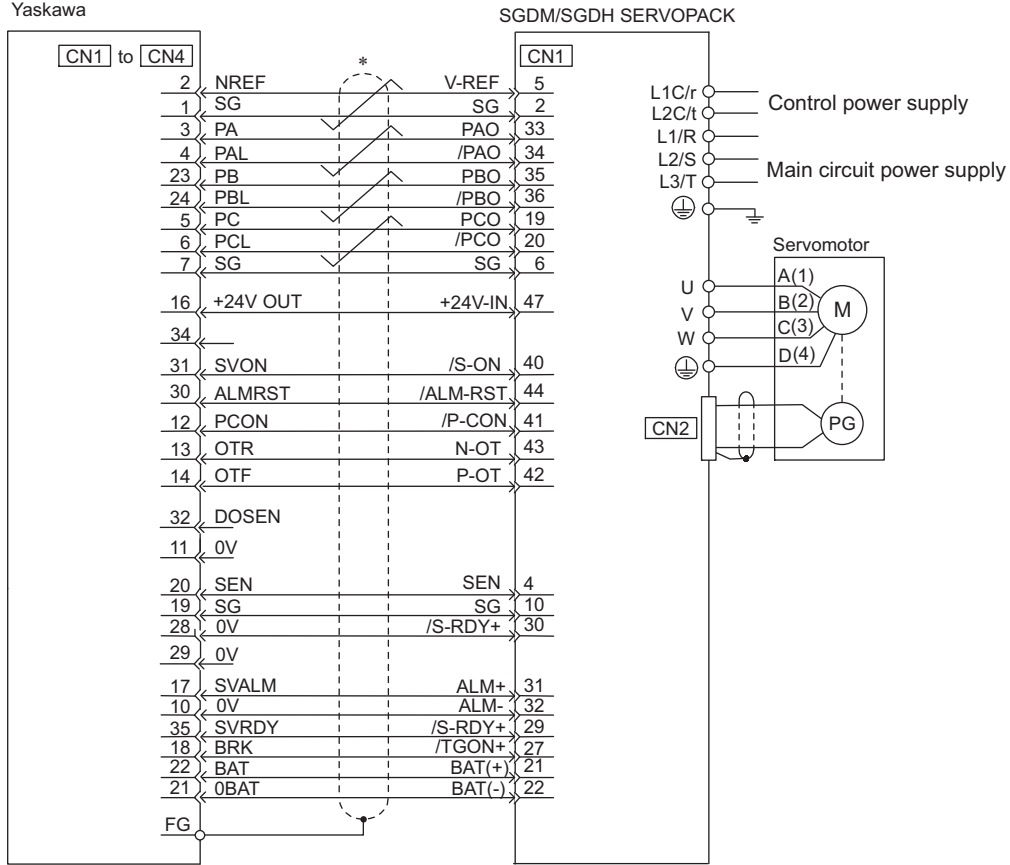 Yaskawa
SGDM/SGDH SERVOPACK
CN1 to CN4
*
CN1
2 NREF V-REF 5
1 SG SG 2
3 PA PAO 33
4 PAL /PAO 34
23 PB PBO 35
24 PBL /PBO 36
5 PC PCO 19
6 PCL /PCO 20
7 SG SG 6
16 +24V OUT +24V-IN 47
34
31 SVON /S-ON 40
30 ALMRST /ALM-RST 44
12 PCON /P-CON 41
13 OTR N-OT 43
14 OTF P-OT 42
32 DOSEN
11 0V
20 SEN SEN 4
19 SG SG 10
28 0V /S-RDY+ 30
29 0V
17 SVALM ALM+ 31
10 0V ALM- 32
35 SVRDY /S-RDY+ 29
18 BRK /TGON+ 27
22 BAT BAT(+) 21
21 0BAT BAT(-) 22
FG
L1C/r
L2C/t
Control power supply
L1/R
L2/S
L3/T
Main circuit power supply
Servomotor
U A(1)
V B(2)
W C(3)
D(4)
M
CN2
PG